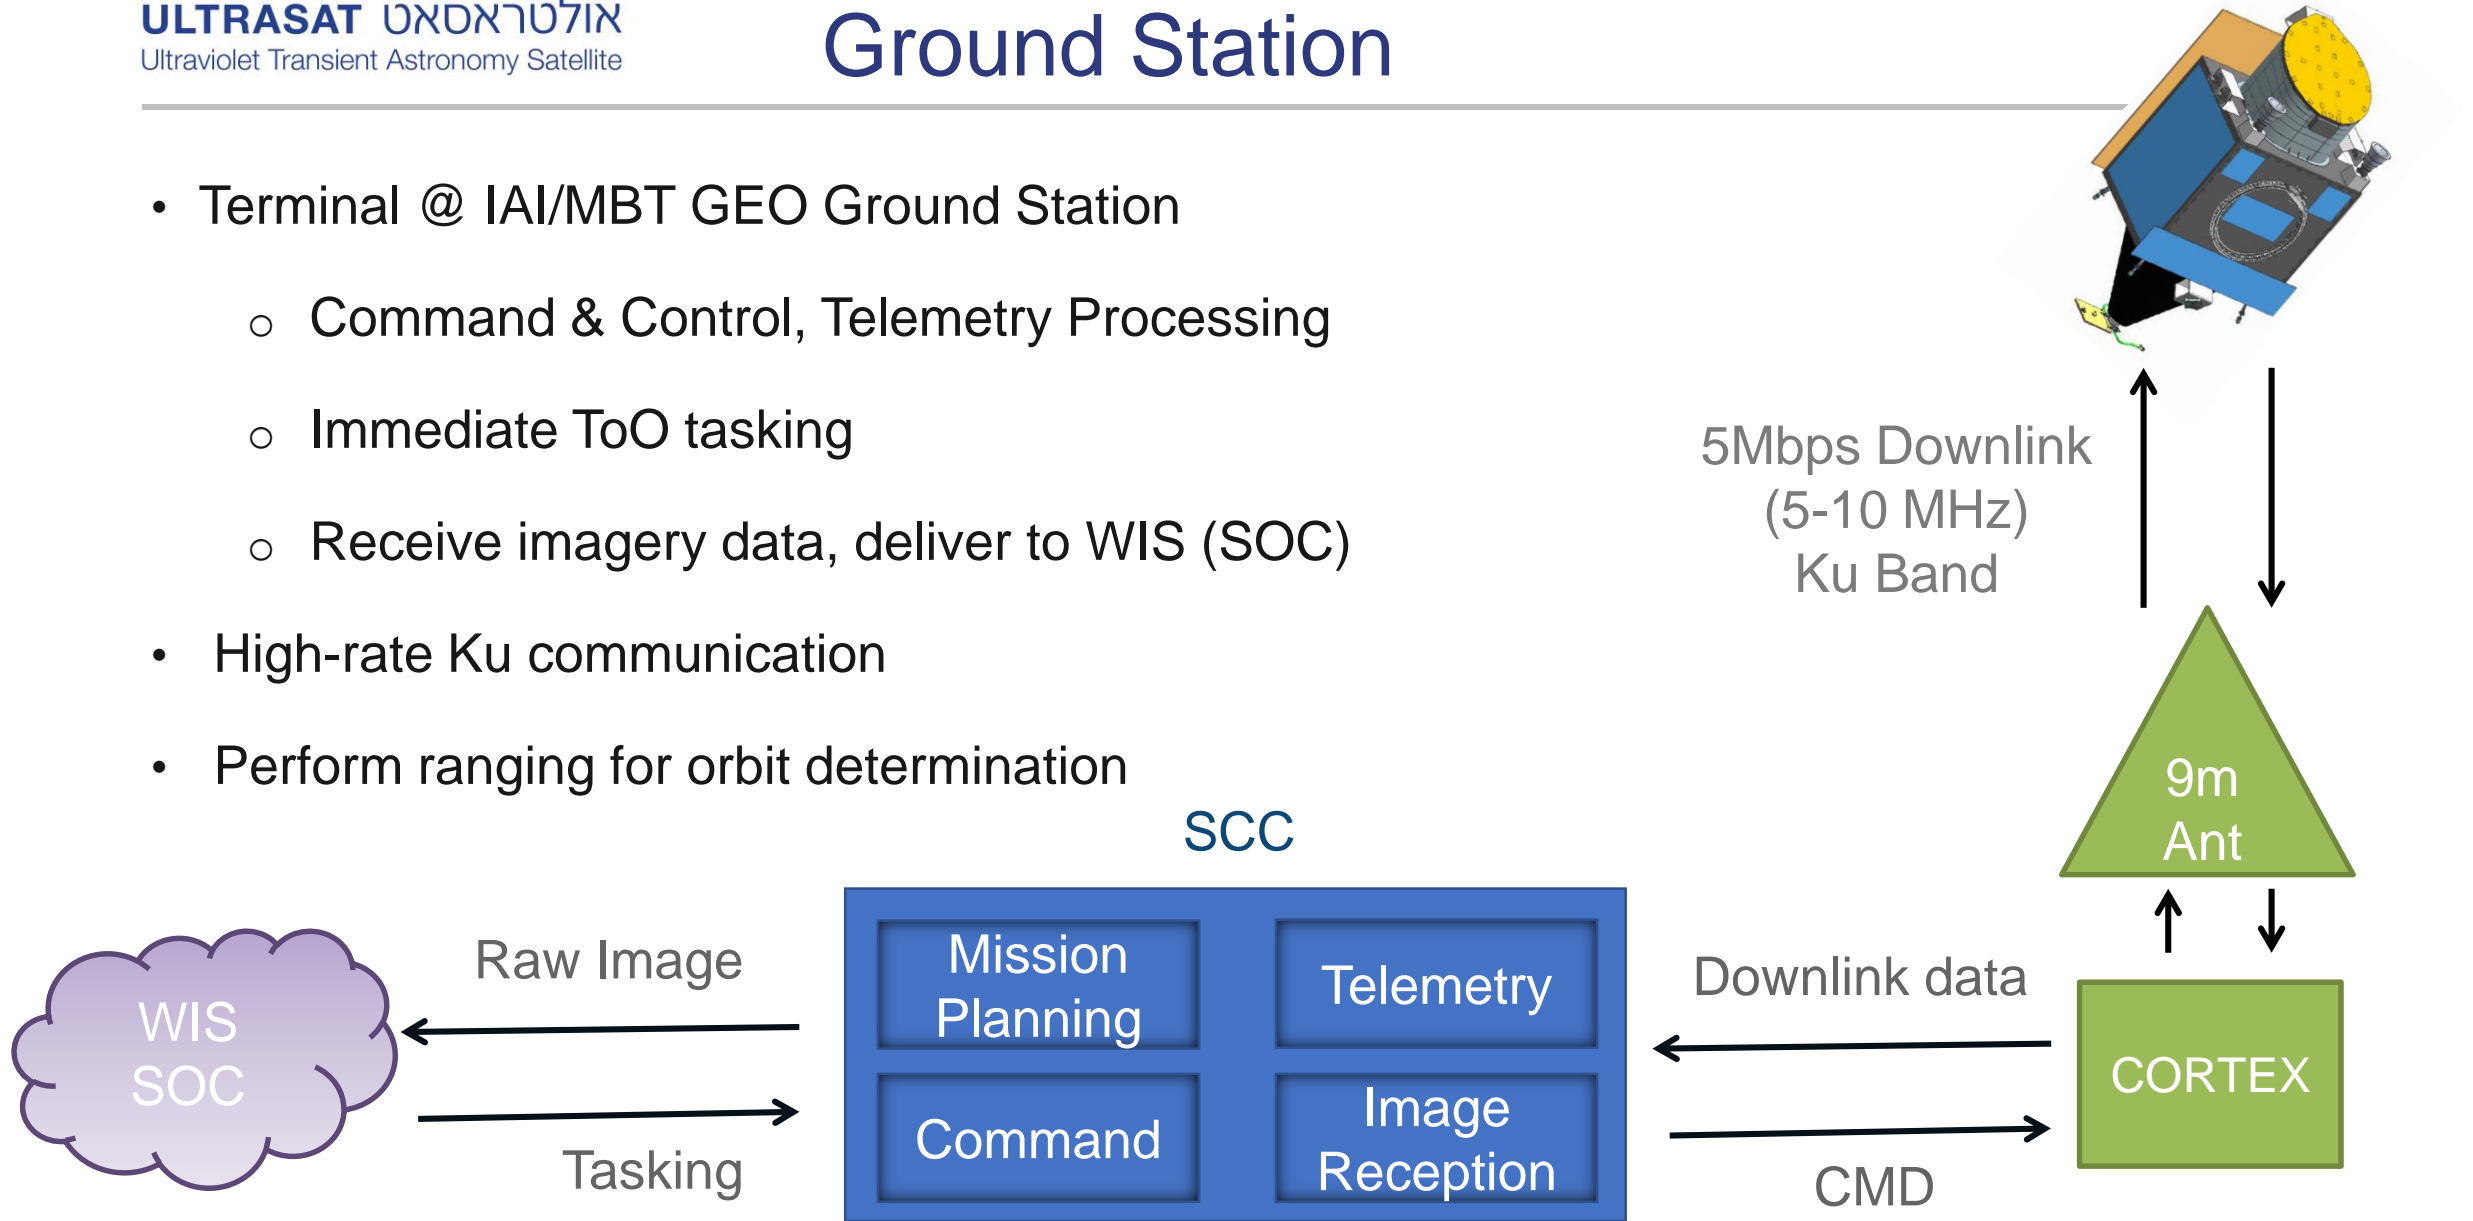 ULTRASAT אולטראסאט
Ultraviolet Transient Astronomy Satellite
Ground Station
• Terminal @ IAI/MBT GEO Ground Station
o Command & Control, Telemetry Processing
o Immediate ToO tasking
o Receive imagery data, deliver to WIS (SOC)
• High-rate Ku communication
• Perform ranging for orbit determination
5Mbps Downlink
(5-10 MHz)
Ku Band
9m
Ant
SCC
WIS
SOC
Raw Image
Tasking
Mission
Planning
Telemetry
Command
Image
Reception
Downlink data
CMD
CORTEX